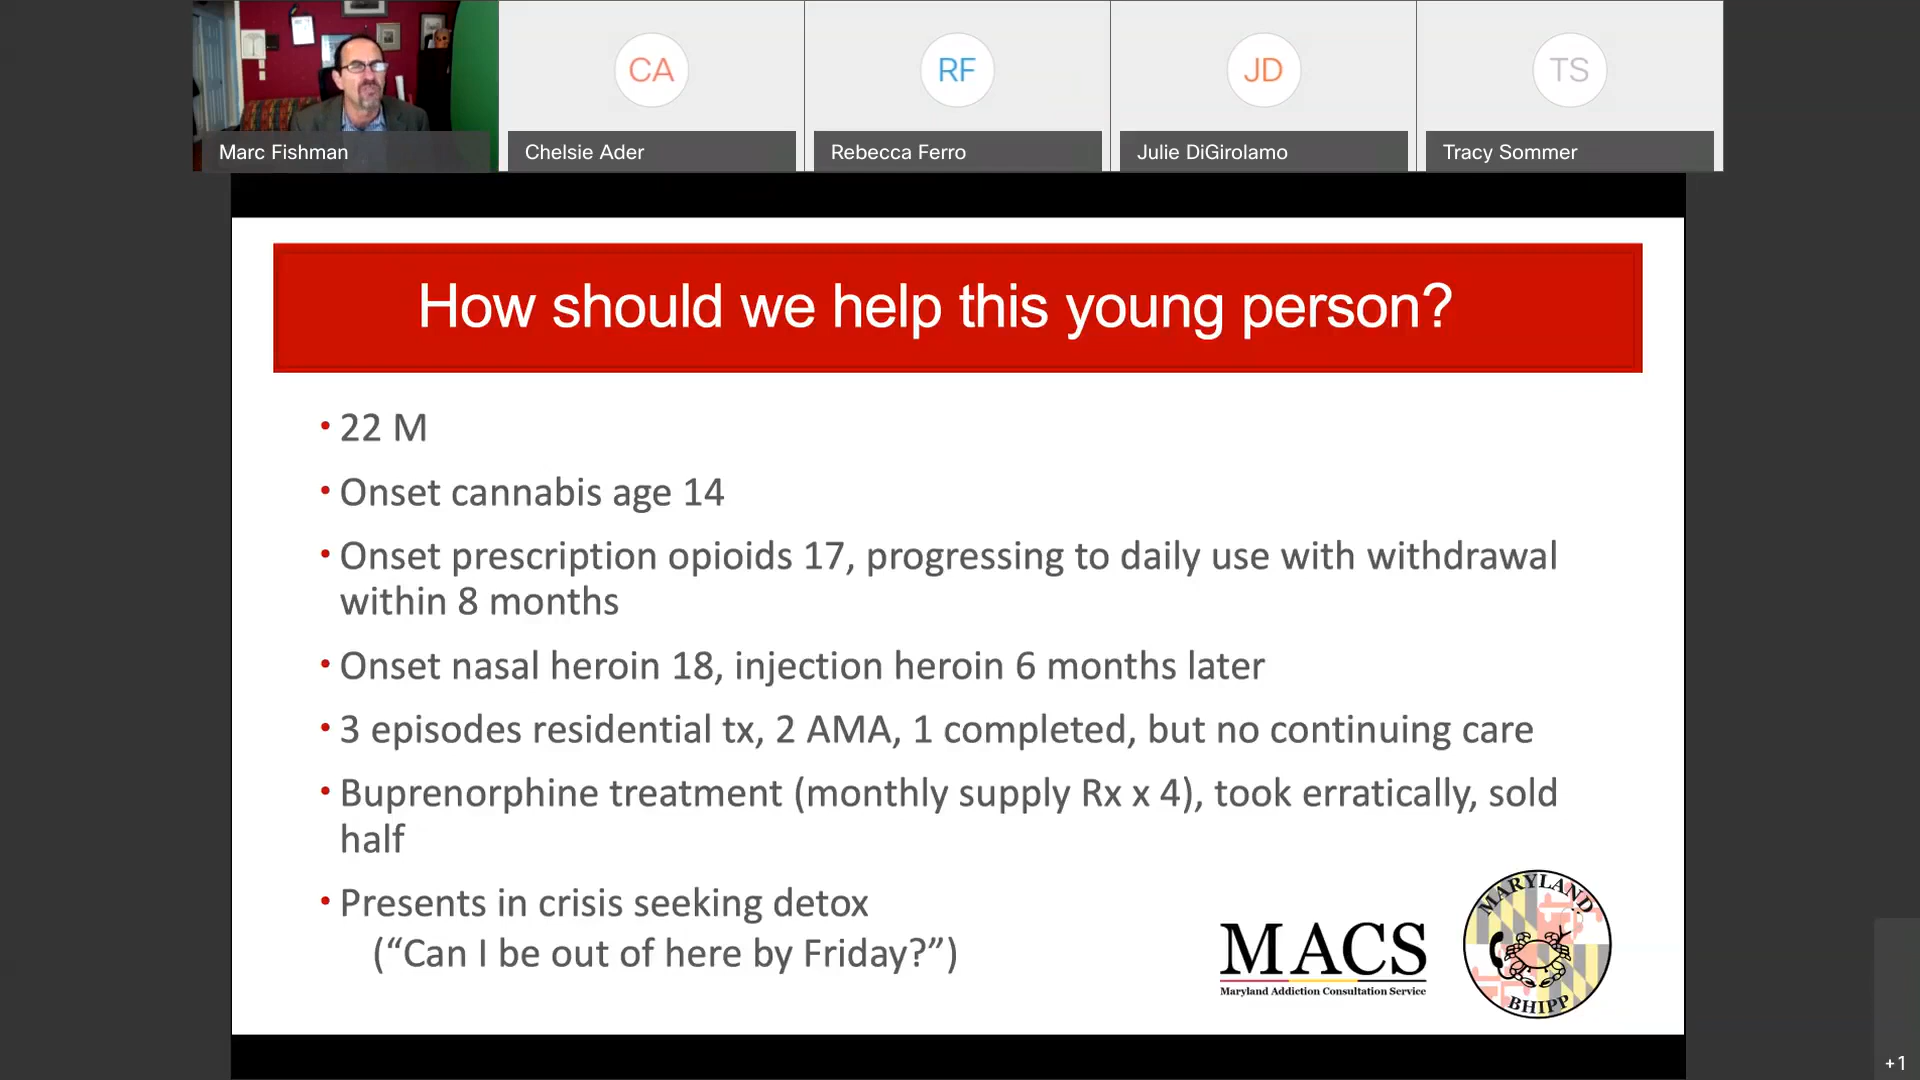 CA
RF
JD
TS
Marc Fishman
Chelsie Ader
Rebecca Ferro
Julie DiGirolamo
Tracy Sommer
How should we help this young person?
• 22 M
• Onset cannabis age 14
• Onset prescription opioids 17, progressing to daily use with withdrawal
within 8 months
• Onset nasal heroin 18, injection heroin 6 months later
• 3 episodes residential tx, 2 AMA, 1 completed, but no continuing care
• Buprenorphine treatment (monthly supply Rx x 4), took erratically, sold
half
• Presents in crisis seeking detox
(“Can I be out of here by Friday?”)
MACS
Maryland Addiction Consultation Service
MARYLAND
BHIPP
+1